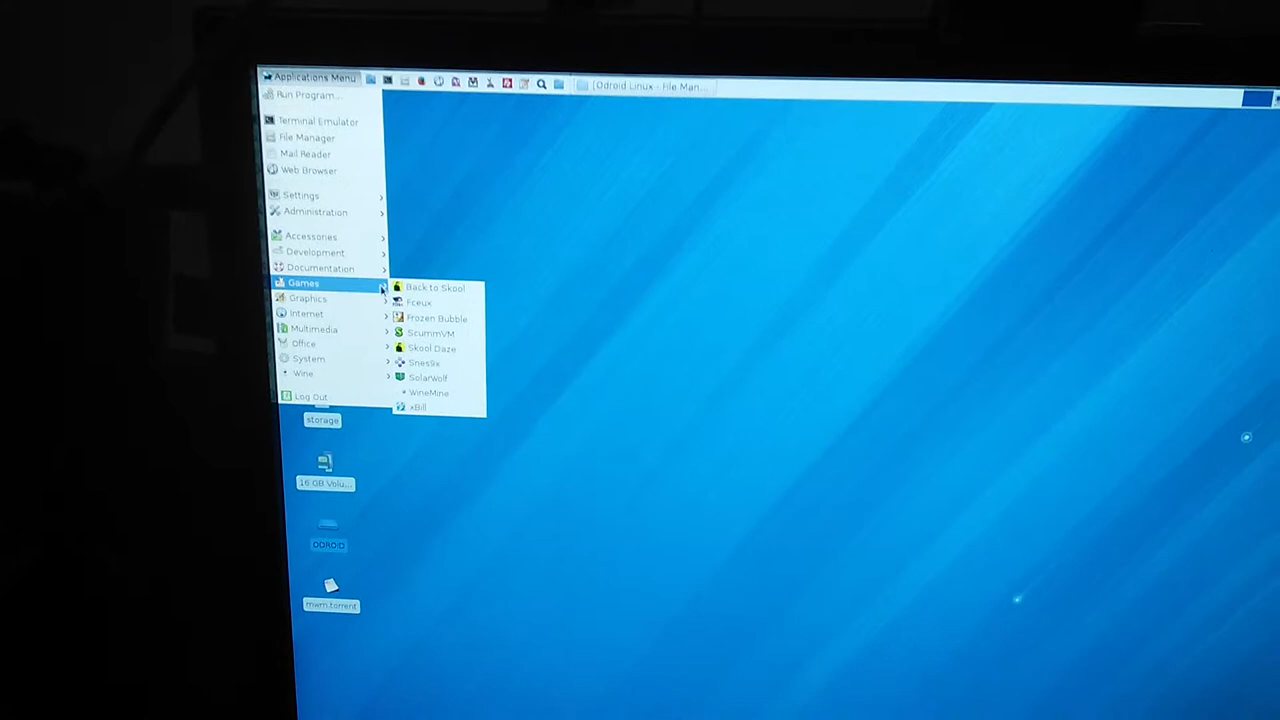 Applications Menu
[Odroid Linux - File Man...
Run Program...
Terminal Emulator
File Manager
Mail Reader
Web Browser
Settings
Administration
Accessories
Development
Documentation
Games
Graphics
Internet
Multimedia
Office
System
Wine
Log Out
Back to Skool
Fceux
Frozen Bubble
ScummVM
Skool Daze
Snes9x
SolarWolf
WineMine
xBill
storage
16 GB Volu...
ODROID
mwm.torrent